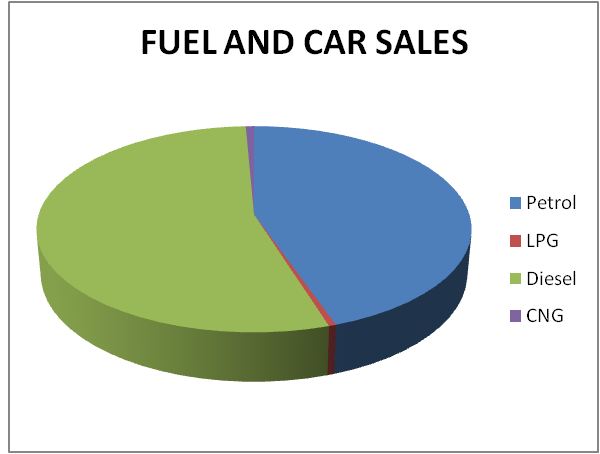 FUEL AND CAR SALES
Petrol
LPG
Diesel
CNG